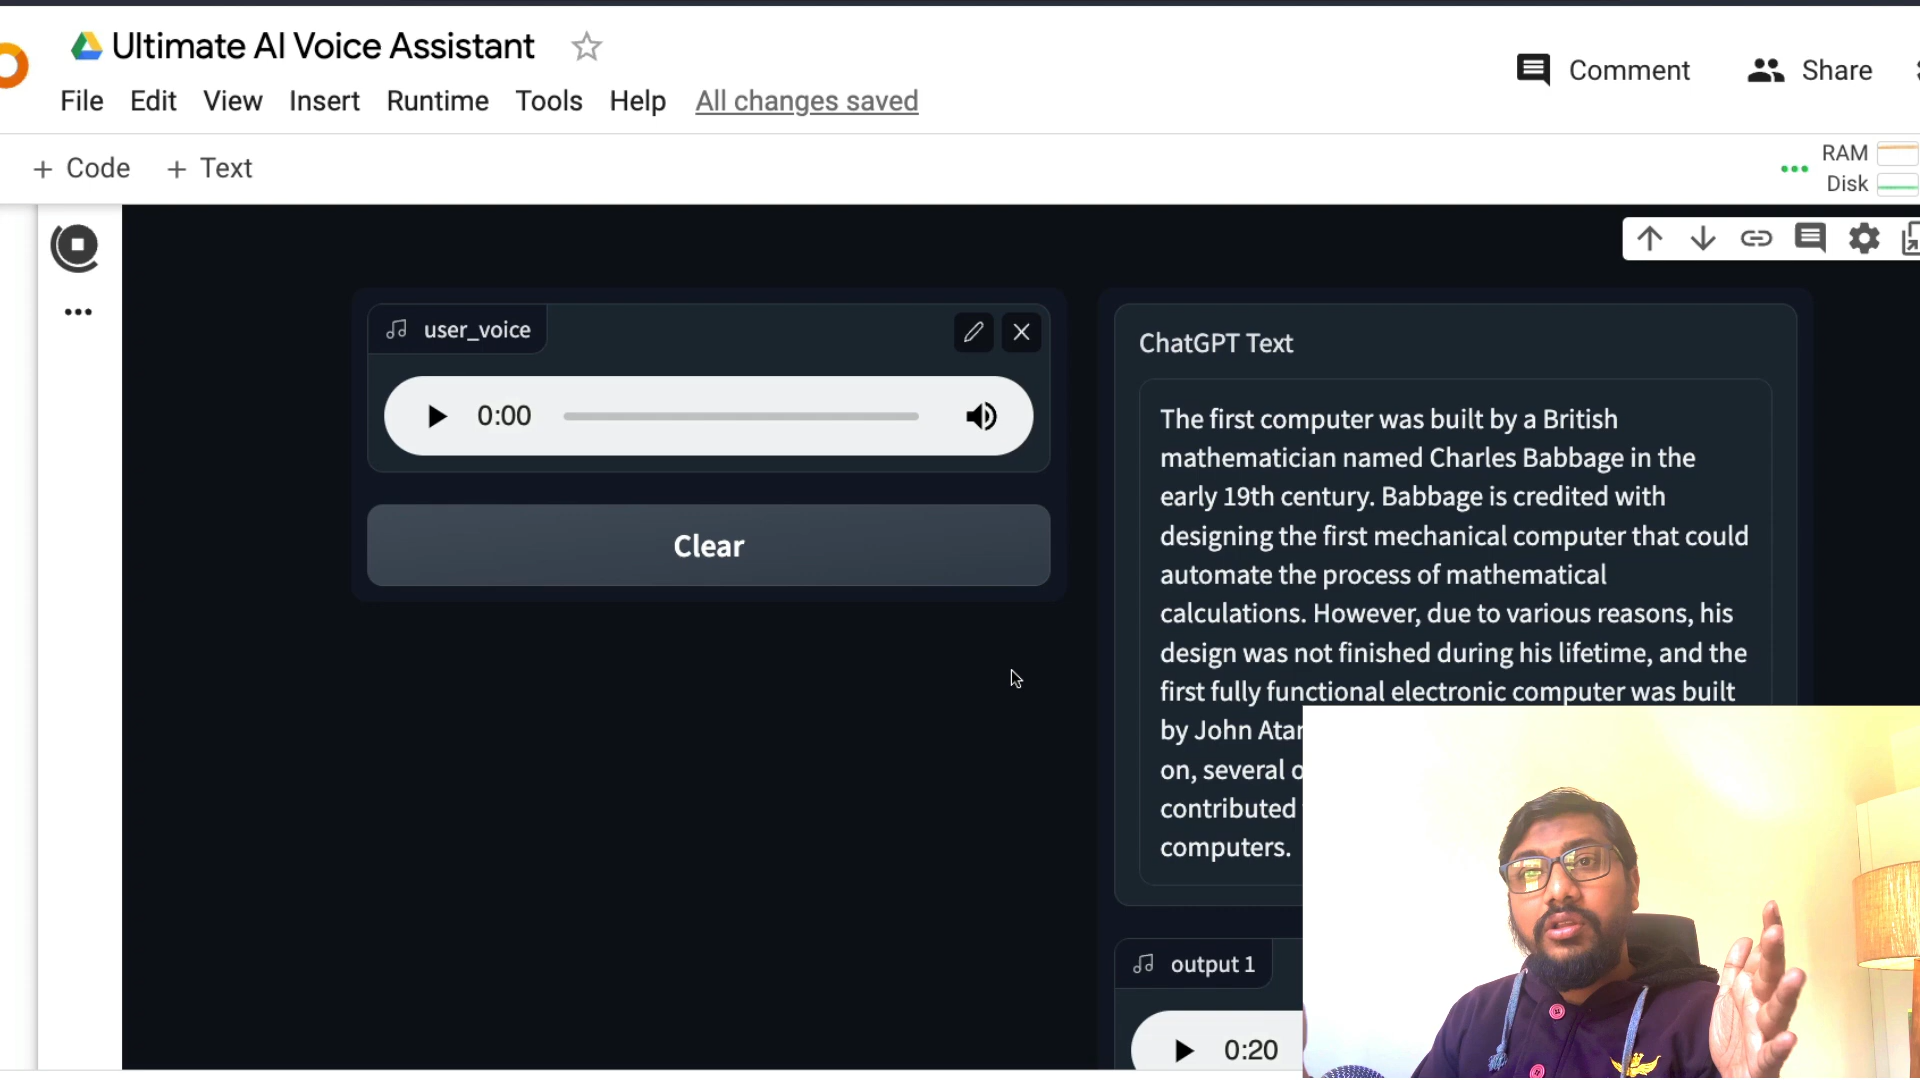 Ultimate AI Voice Assistant
Comment
Share
File Edit View Insert Runtime Tools Help All changes saved
+ Code + Text
RAM
Disk
user_voice
0:00
Clear
ChatGPT Text
The first computer was built by a British
mathematician named Charles Babbage in the
early 19th century. Babbage is credited with
designing the first mechanical computer that could
automate the process of mathematical
calculations. However, due to various reasons, his
design was not finished during his lifetime, and the
first fully functional electronic computer was built
by John
on, several
contributed
computers.
output 1
0:20